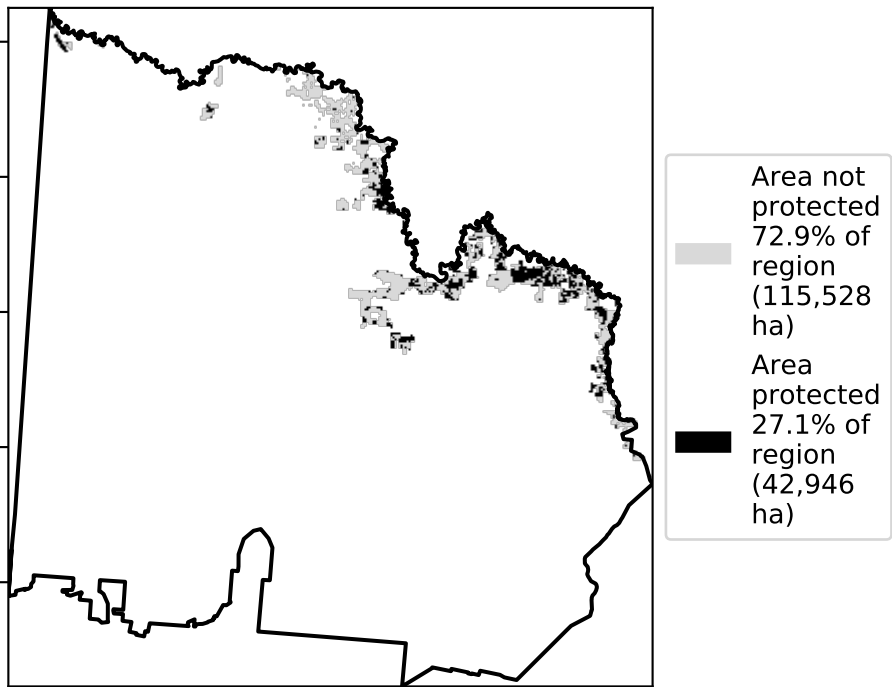 Area not
protected
72.9% of
region
(115,528
ha)
Area
protected
27.1% of
region
(42,946
ha)